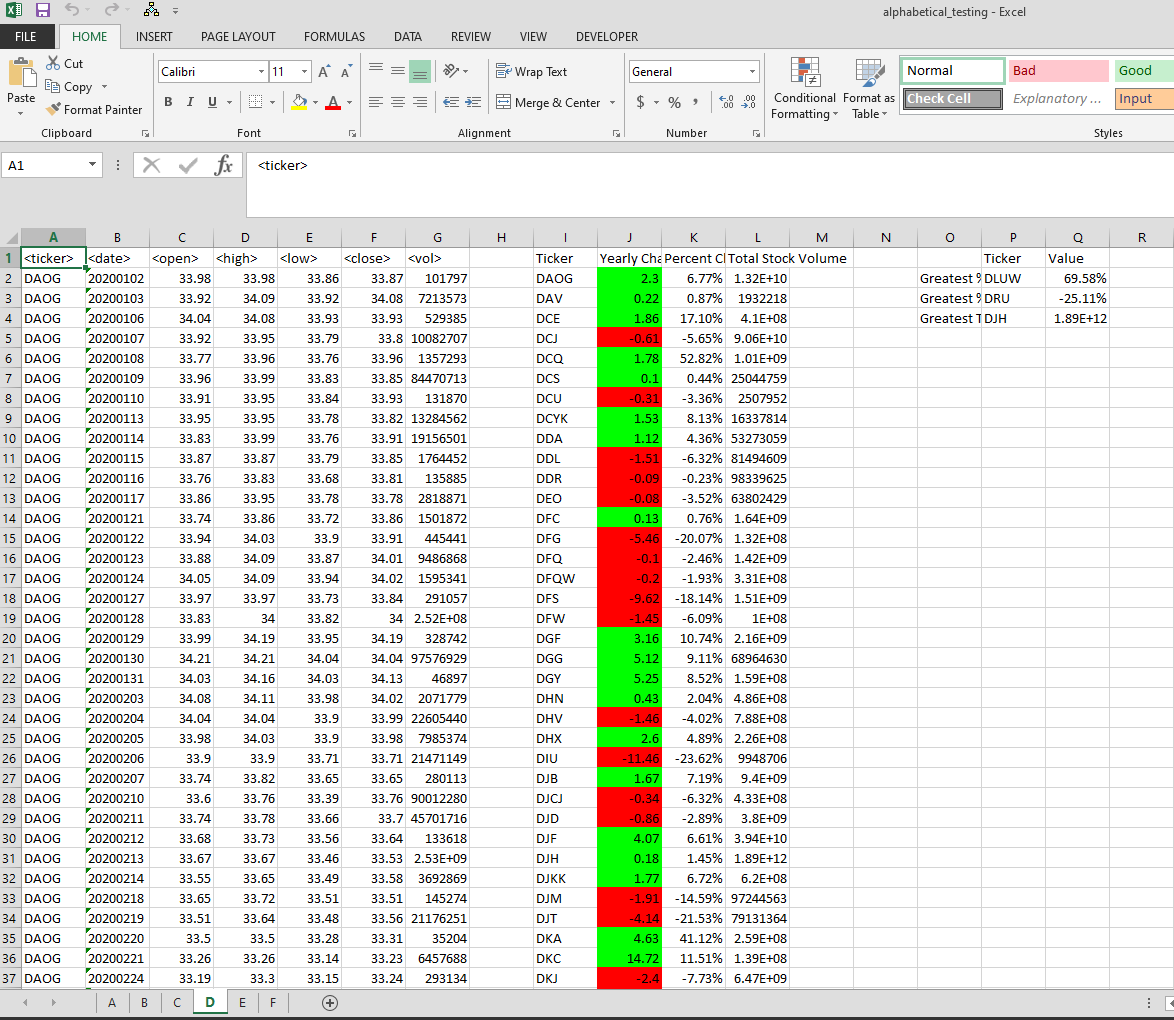 alphabetical_testing - Excel
FILE HOME INSERT PAGE LAYOUT FORMULAS DATA REVIEW VIEW DEVELOPER
Paste Cut Copy Format Painter
Calibri 11 B I U A A A
Wrap Text Merge & Center
General $ % , .00 .0
Conditional Formatting Format as Table
Normal Bad Good
Check Cell Explanatory ... Input
Clipboard Font Alignment Number Styles
A1 fx <ticker>
A B C D E F G H I J K L M N O P Q R
1 <ticker> <date> <open> <high> <low> <close> <vol> Ticker Yearly Cha Percent Cl Total Stock Volume Ticker Value
2 DAOG 20200102 33.98 33.98 33.86 33.87 101797 DAOG 2.3 6.77% 1.32E+10 Greatest % DLUW 69.58%
3 DAOG 20200103 33.92 34.09 33.92 34.08 7213573 DAV 0.22 0.87% 1932218 Greatest % DRU -25.11%
4 DAOG 20200106 34.04 34.08 33.93 33.93 529385 DCE 1.86 17.10% 4.1E+08 Greatest T DJH 1.89E+12
5 DAOG 20200107 33.92 33.95 33.79 33.8 10082707 DCJ -0.61 -5.65% 9.06E+10
6 DAOG 20200108 33.77 33.96 33.76 33.96 1357293 DCQ 1.78 52.82% 1.01E+09
7 DAOG 20200109 33.96 33.99 33.83 33.85 84470713 DCS 0.1 0.44% 25044759
8 DAOG 20200110 33.91 33.95 33.84 33.93 131870 DCU -0.31 -3.36% 2507952
9 DAOG 20200113 33.95 33.95 33.78 33.82 13284562 DCYK 1.53 8.13% 16337814
10 DAOG 20200114 33.83 33.99 33.76 33.91 19156501 DDA 1.12 4.36% 53273059
11 DAOG 20200115 33.87 33.87 33.79 33.85 1764452 DDL -1.51 -6.32% 81494609
12 DAOG 20200116 33.76 33.83 33.68 33.81 135885 DDR -0.09 -0.23% 98339625
13 DAOG 20200117 33.86 33.95 33.78 33.78 2818871 DEO -0.08 -3.52% 63802429
14 DAOG 20200121 33.74 33.86 33.72 33.86 1501872 DFC 0.13 0.76% 1.64E+09
15 DAOG 20200122 33.94 34.03 33.9 33.91 445441 DFG -5.46 -20.07% 1.32E+08
16 DAOG 20200123 33.88 34.09 33.87 34.01 9486868 DFQ -0.1 -2.46% 1.42E+09
17 DAOG 20200124 34.05 34.09 33.94 34.02 1595341 DFQW -0.2 -1.93% 3.31E+08
18 DAOG 20200127 33.97 33.97 33.73 33.84 291057 DFS -9.62 -18.14% 1.51E+09
19 DAOG 20200128 33.83 34 33.82 34 2.52E+08 DFW -1.45 -6.09% 1E+08
20 DAOG 20200129 33.99 34.19 33.95 34.19 328742 DGF 3.16 10.74% 2.16E+09
21 DAOG 20200130 34.21 34.21 34.04 34.04 97576929 DGG 5.12 9.11% 68964630
22 DAOG 20200131 34.03 34.16 34.03 34.13 46897 DGY 5.25 8.52% 1.59E+08
23 DAOG 20200203 34.08 34.11 33.98 34.02 2071779 DHN 0.43 2.04% 4.86E+08
24 DAOG 20200204 34.04 34.04 33.9 33.99 22605440 DHV -1.46 -4.02% 7.88E+08
25 DAOG 20200205 33.98 34.03 33.9 33.98 7985374 DHX 2.6 4.89% 2.26E+08
26 DAOG 20200206 33.9 33.9 33.71 33.71 21471149 DIU -11.46 -23.62% 9948706
27 DAOG 20200207 33.74 33.82 33.65 33.65 280113 DJB 1.67 7.19% 9.4E+09
28 DAOG 20200210 33.6 33.76 33.39 33.76 90012280 DJCJ -0.34 -6.32% 4.33E+08
29 DAOG 20200211 33.74 33.78 33.66 33.7 45701716 DJD -0.86 -2.89% 3.8E+09
30 DAOG 20200212 33.68 33.73 33.56 33.64 133618 DJF 4.07 6.61% 3.94E+10
31 DAOG 20200213 33.67 33.67 33.46 33.53 2.53E+09 DJH 0.18 1.45% 1.89E+12
32 DAOG 20200214 33.55 33.65 33.49 33.58 3692869 DJKK 1.77 6.72% 6.2E+08
33 DAOG 20200218 33.65 33.72 33.51 33.51 145274 DJM -1.91 -14.59% 97244563
34 DAOG 20200219 33.51 33.64 33.48 33.56 21176251 DJT -4.14 -21.53% 79131364
35 DAOG 20200220 33.5 33.5 33.28 33.31 35204 DKA 4.63 41.12% 2.59E+08
36 DAOG 20200221 33.26 33.26 33.14 33.23 6457688 DKC 14.72 11.51% 1.39E+08
37 DAOG 20200224 33.19 33.3 33.15 33.24 293134 DKJ -2.4 -7.73% 6.47E+09
A B C D E F